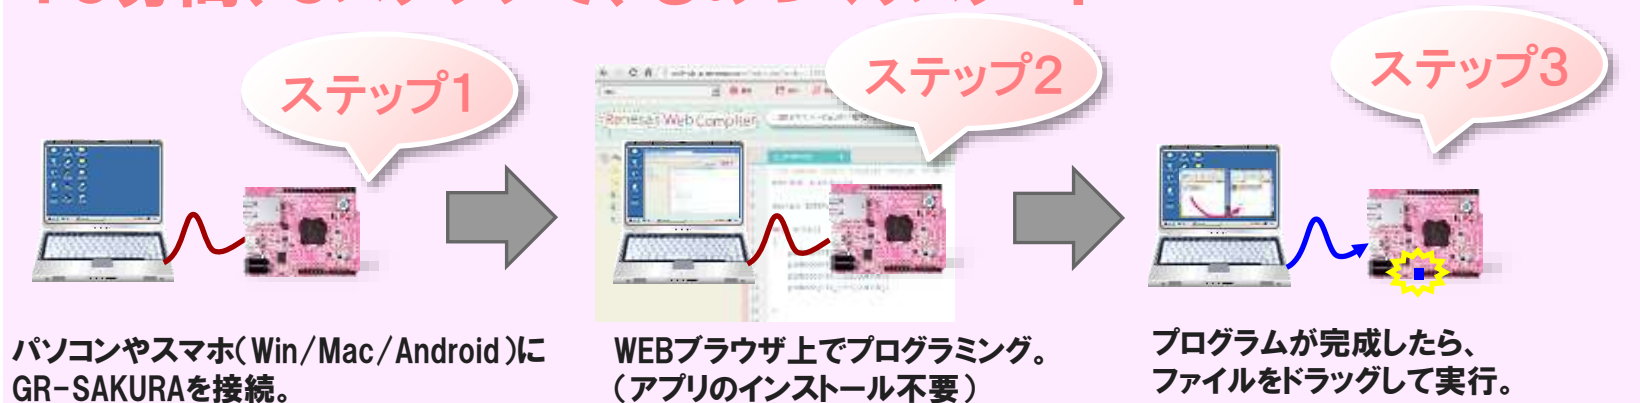 ステップ1
ステップ2
ステップ3
Renesas Web Compiler
パソコンやスマホ(Win/Mac/Android)に
GR-SAKURAを接続。
WEBブラウザ上でプログラミング。
(アプリのインストール不要)
プログラムが完成したら、
ファイルをドラッグして実行。